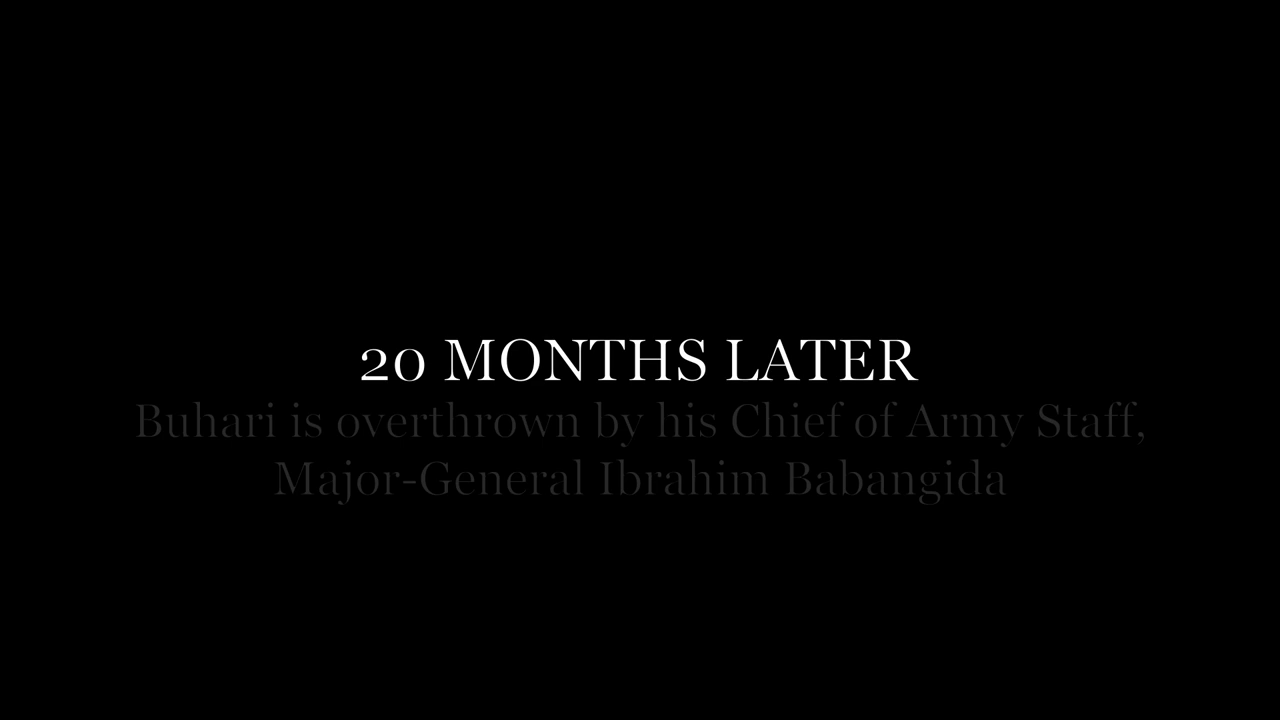 20 MONTHS LATER
Buhari is overthrown by his Chief of Army Staff,
Major-General Ibrahim Babangida